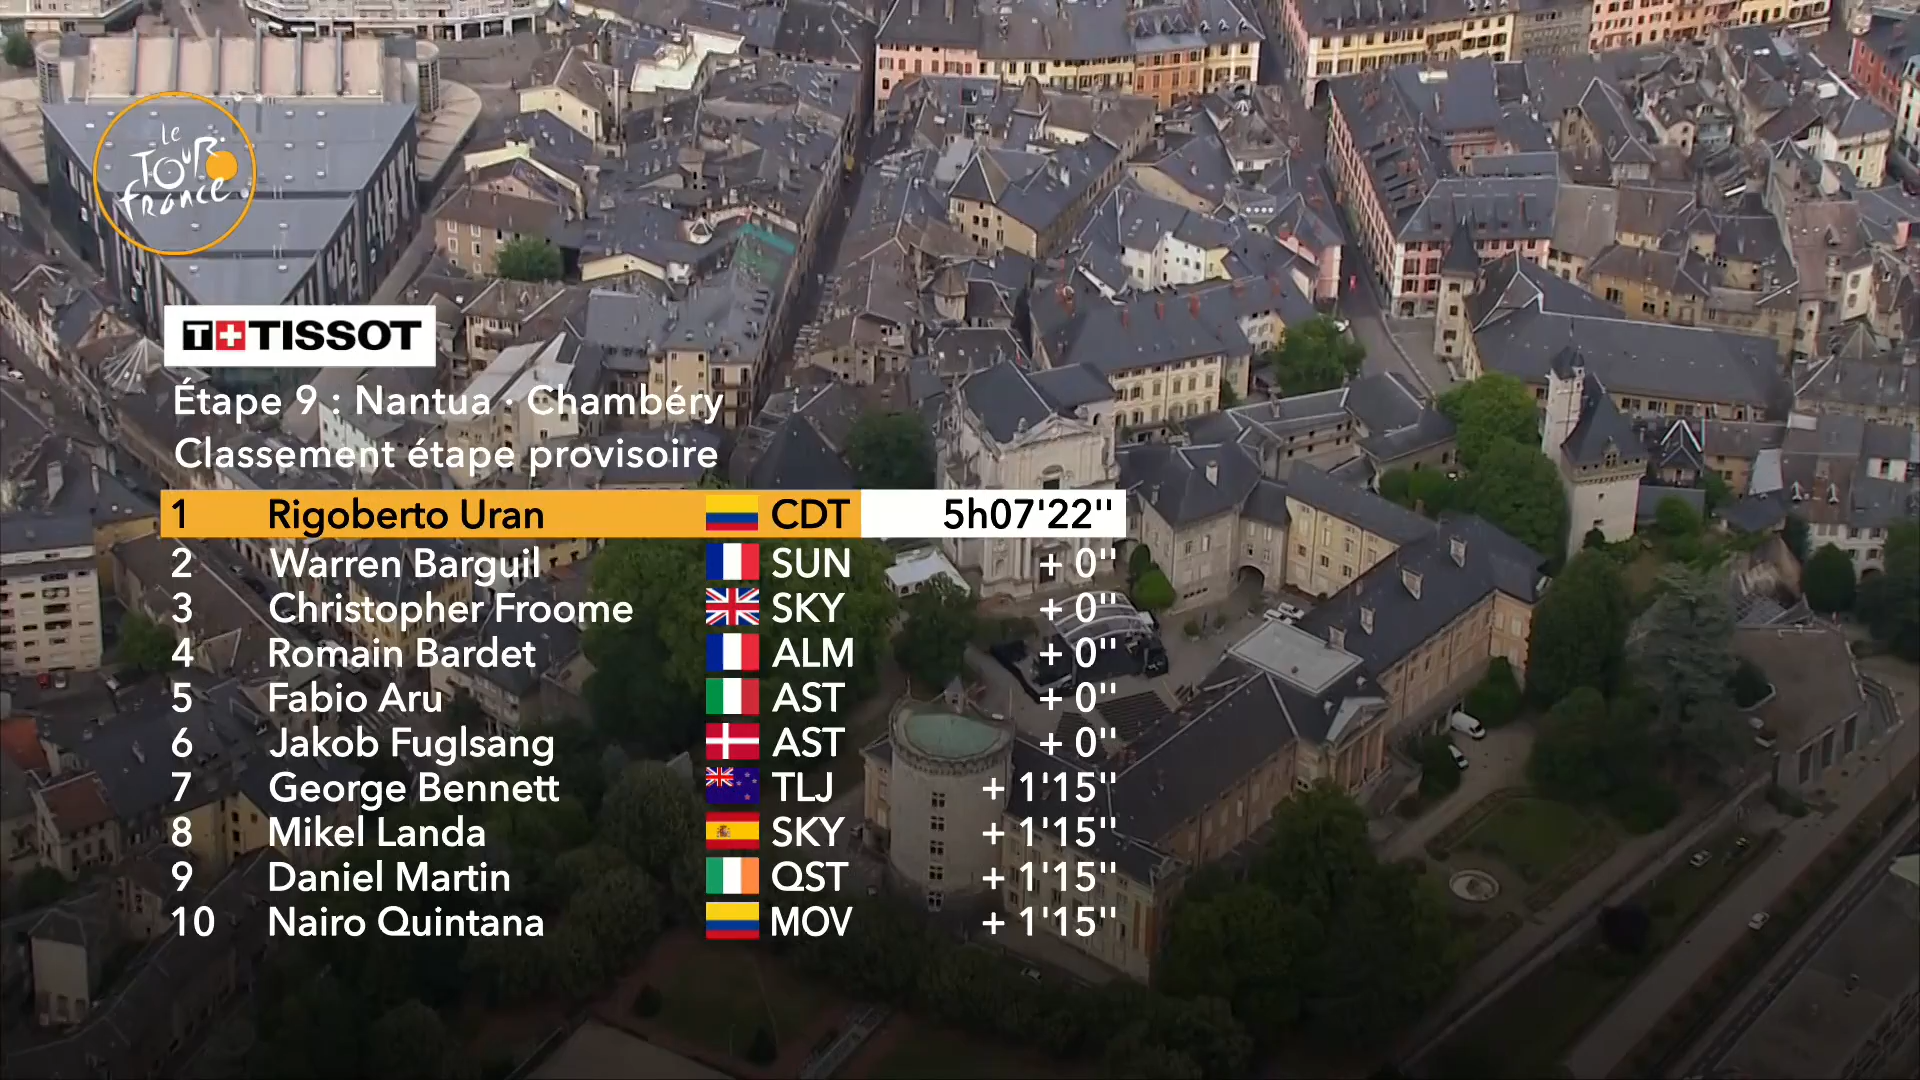 Le
Tour
de
France
T+TISSOT
Étape 9 : Nantua · Chambéry
Classement étape provisoire
1 Rigoberto Uran CDT 5h07'22''
2 Warren Barguil SUN + 0''
3 Christopher Froome SKY + 0''
4 Romain Bardet ALM + 0''
5 Fabio Aru AST + 0''
6 Jakob Fuglsang AST + 0''
7 George Bennett TLJ + 1'15''
8 Mikel Landa SKY + 1'15''
9 Daniel Martin QST + 1'15''
10 Nairo Quintana MOV + 1'15''